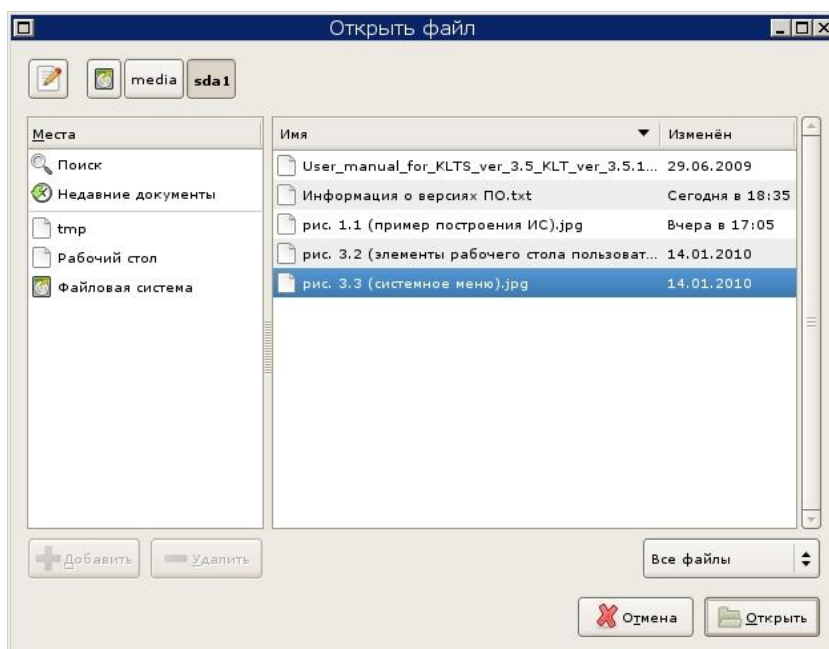 Открыть файл
media sda1
Места
Поиск
Недавние документы
tmp
Рабочий стол
Файловая система
Имя Изменён
User_manual_for_KLTS_ver_3.5_KLT_ver_3.5.1... 29.06.2009
Информация о версиях ПО.txt Сегодня в 18:35
рис. 1.1 (пример построения ИС).jpg Вчера в 17:05
рис. 3.2 (элементы рабочего стола пользоват... 14.01.2010
рис. 3.3 (системное меню).jpg 14.01.2010
Добавить Удалить
Все файлы
Отмена Открыть